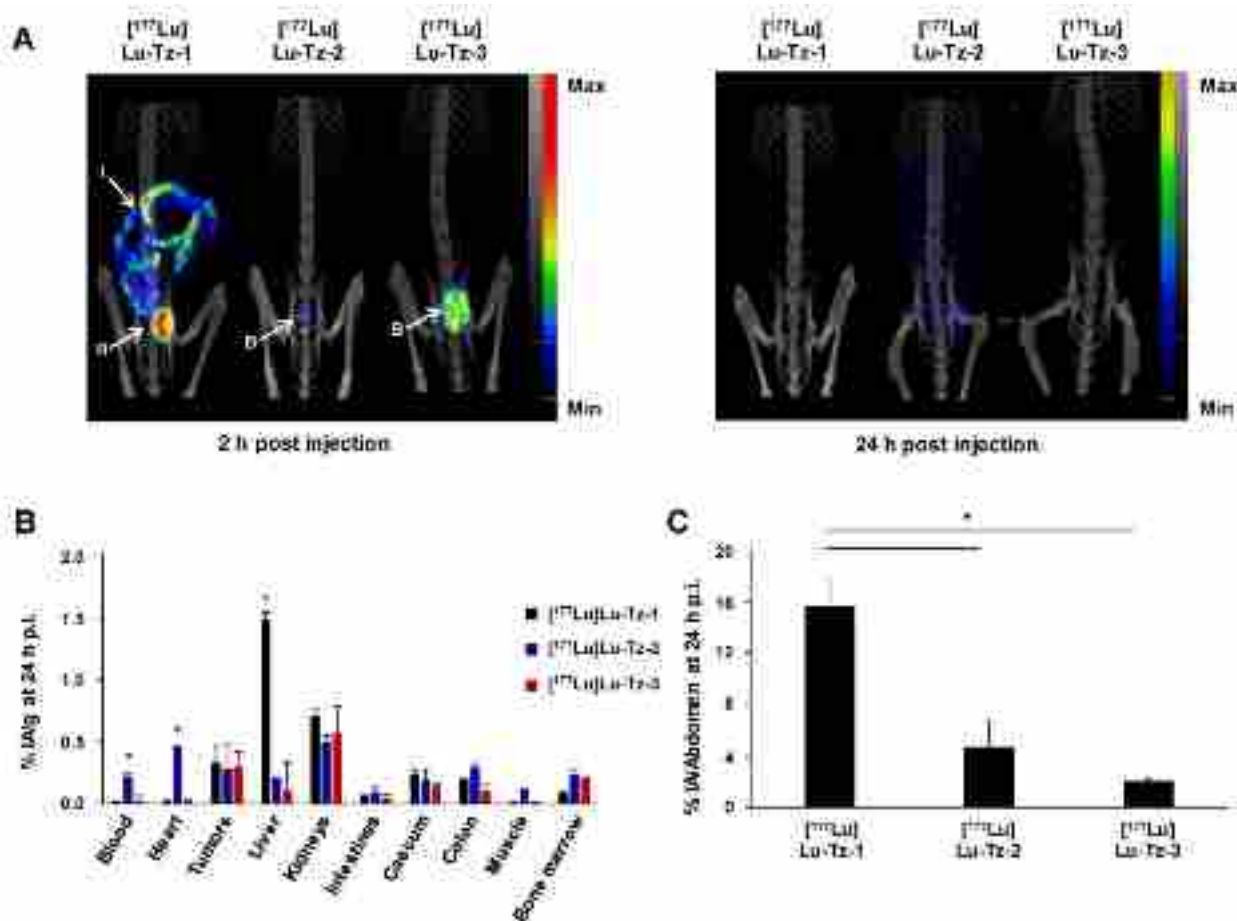 A
[¹⁷⁷Lu]
Lu-Tz-1
[¹⁷⁷Lu]
Lu-Tz-2
[¹⁷⁷Lu]
Lu-Tz-3
Max
I
B
B
B
Min
2 h post injection
[¹⁷⁷Lu]
Lu-Tz-1
[¹⁷⁷Lu]
Lu-Tz-2
[¹⁷⁷Lu]
Lu-Tz-3
Max
Min
24 h post injection
B
% IA/g at 24 h p.i.
2.0
1.5
1.0
0.5
0.0
*
*
*
[¹⁷⁷Lu]Lu-Tz-1
[¹⁷⁷Lu]Lu-Tz-2
[¹⁷⁷Lu]Lu-Tz-3
Blood
Heart
Tumors
Liver
Kidneys
Intestines
Caecum
Colon
Muscle
Bone marrow
C
% IA/Abdomen at 24 h p.i.
*
20
16
12
8
4
0
[¹⁷⁷Lu]
Lu-Tz-1
[¹⁷⁷Lu]
Lu-Tz-2
[¹⁷⁷Lu]
Lu-Tz-3